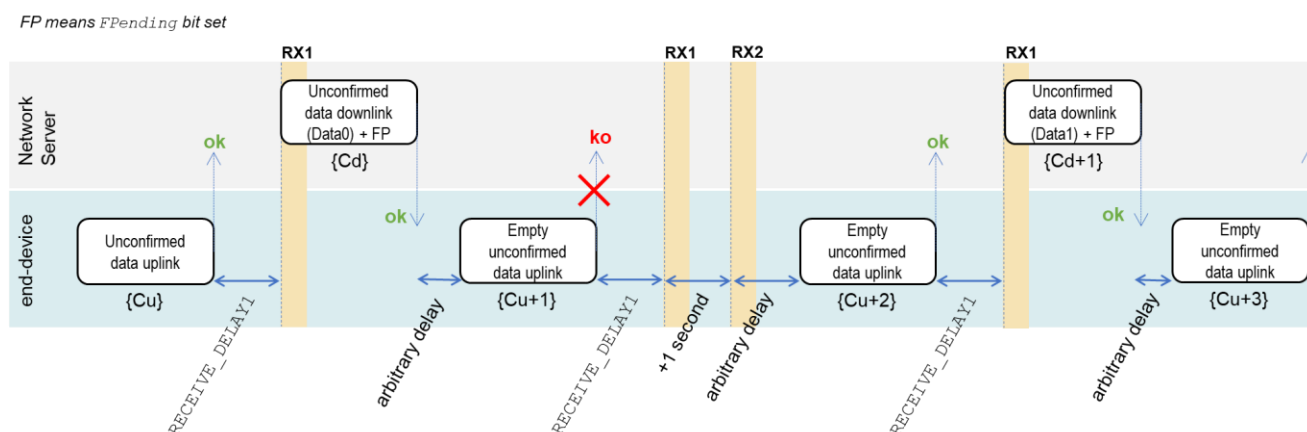 FP means FPending bit set
RX1
RX1
RX2
RX1
Network
Server
Unconfirmed
data downlink
(Data0) + FP
{Cd}
Unconfirmed
data downlink
(Data1) + FP
{Cd+1}
ok
ko
ok
ok
ok
end-device
Unconfirmed
data uplink
{Cu}
Empty
unconfirmed
data uplink
{Cu+1}
Empty
unconfirmed
data uplink
{Cu+2}
Empty
unconfirmed
data uplink
{Cu+3}
RECEIVE_DELAY1
arbitrary delay
RECEIVE_DELAY1
+1 second
arbitrary delay
RECEIVE_DELAY1
arbitrary delay